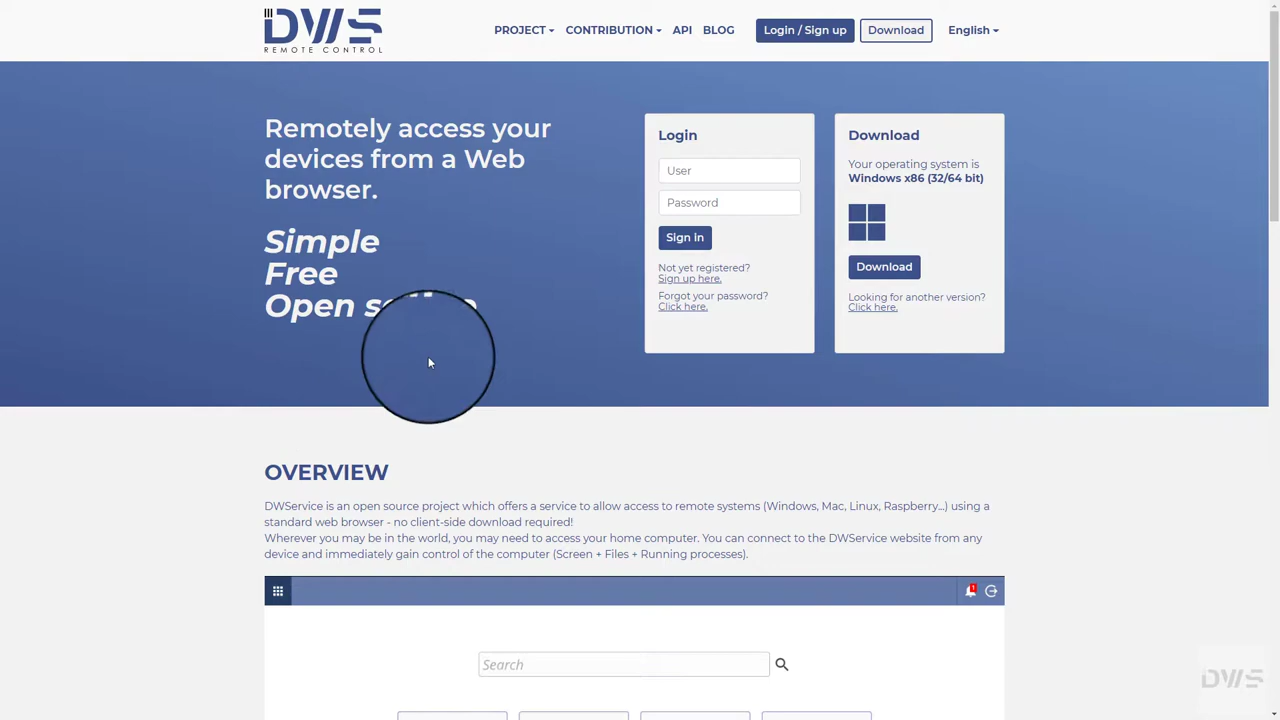 DWS
REMOTE CONTROL
PROJECT
CONTRIBUTION
API
BLOG
Login / Sign up
Download
English
Remotely access your
devices from a Web
browser.
Simple
Free
Open
Login
User
Password
Sign in
Not yet registered?
Sign up here.
Forgot your password?
Click here.
Download
Your operating system is
Windows x86 (32/64 bit)
Download
Looking for another version?
Click here.
OVERVIEW
DWService is an open source project which offers a service to allow access to remote systems (Windows, Mac, Linux, Raspberry...) using a
standard web browser - no client-side download required!
Wherever you may be in the world, you may need to access your home computer. You can connect to the DWService website from any
device and immediately gain control of the computer (Screen + Files + Running processes).
1
Search
DWS